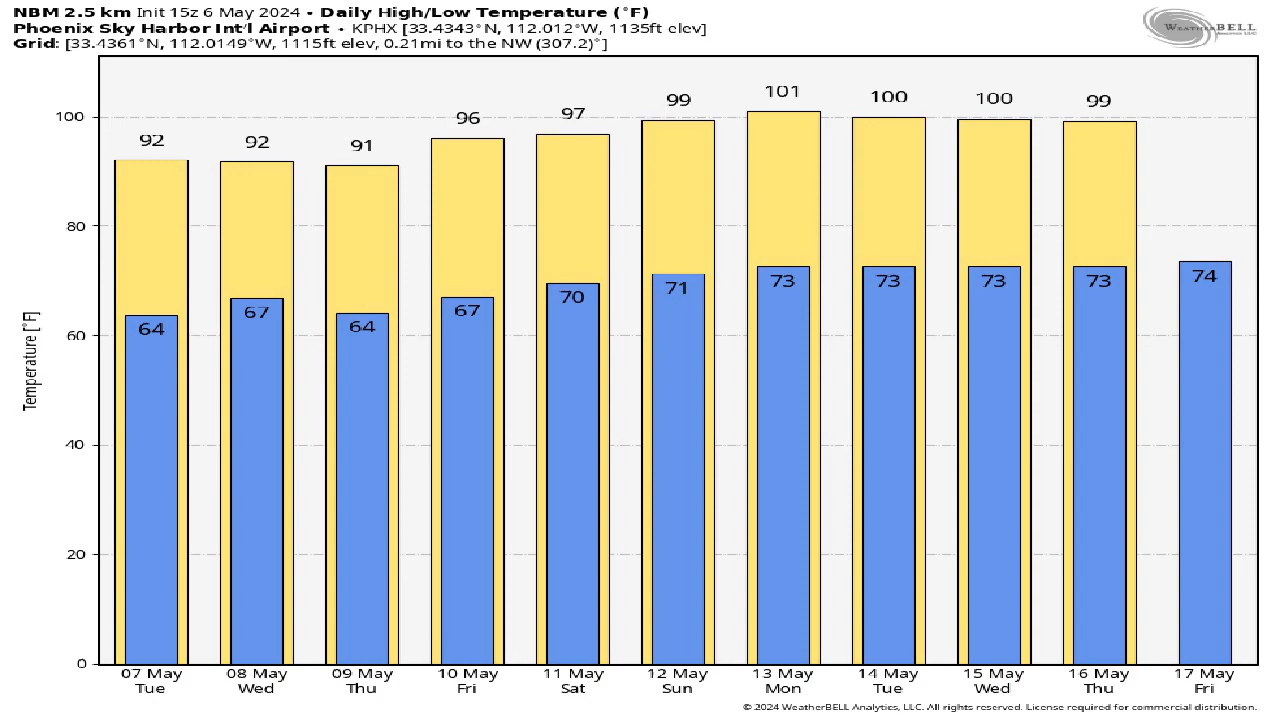 NBM 2.5 km Init 15z 6 May 2024 • Daily High/Low Temperature (°F)
Phoenix Sky Harbor Int'l Airport • KPHX [33.4343°N, 112.012°W, 1135ft elev]
Grid: [33.4361°N, 112.0149°W, 1115ft elev, 0.21mi to the NW (307.2)°]
WEATHERBELL
Temperature [°F]
100
80
60
40
20
0
92 92 91 96 97 99 101 100 100 99
64 67 64 67 70 71 73 73 73 73 74
07 May 08 May 09 May 10 May 11 May 12 May 13 May 14 May 15 May 16 May 17 May
Tue Wed Thu Fri Sat Sun Mon Tue Wed Thu Fri
© 2024 WeatherBELL Analytics, LLC. All rights reserved. License required for commercial distribution.